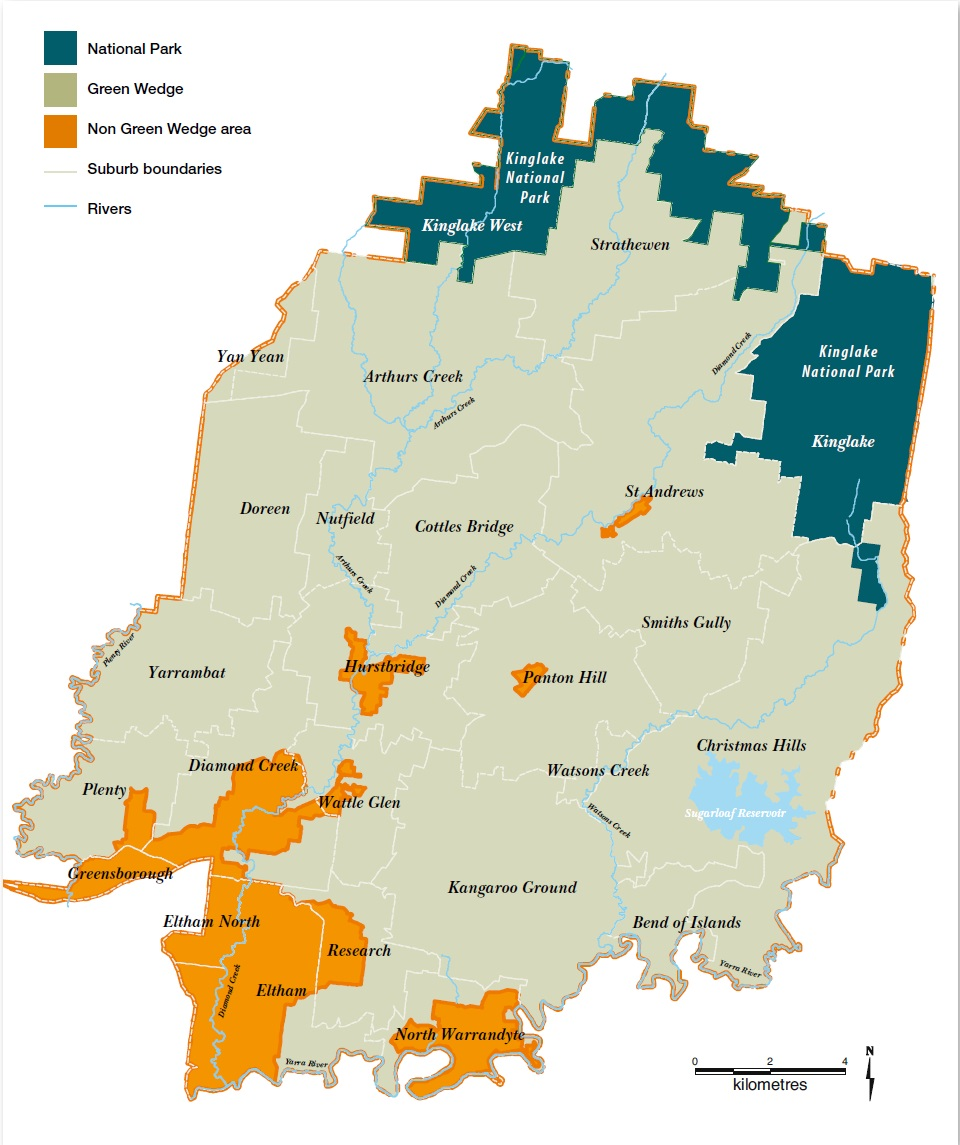 National Park
Green Wedge
Non Green Wedge area
Suburb boundaries
Rivers
Kinglake
National
Park
Kinglake West
Strathewen
Yan Yean
Arthurs Creek
Arthurs Creek
Diamond Creek
Kinglake
National Park
Kinglake
St Andrews
Doreen
Nutfield
Cottles Bridge
Arthurs Creek
Diamond Creek
Smiths Gully
Plenty River
Yarrambat
Hurstbridge
Panton Hill
Christmas Hills
Diamond Creek
Watsons Creek
Plenty
Wattle Glen
Sugarloaf Reservoir
Watsons Creek
Greensborough
Kangaroo Ground
Eltham North
Bend of Islands
Research
Yarra River
Diamond Creek
Eltham
North Warrandyte
Yarra River
0 2 4
kilometres
N